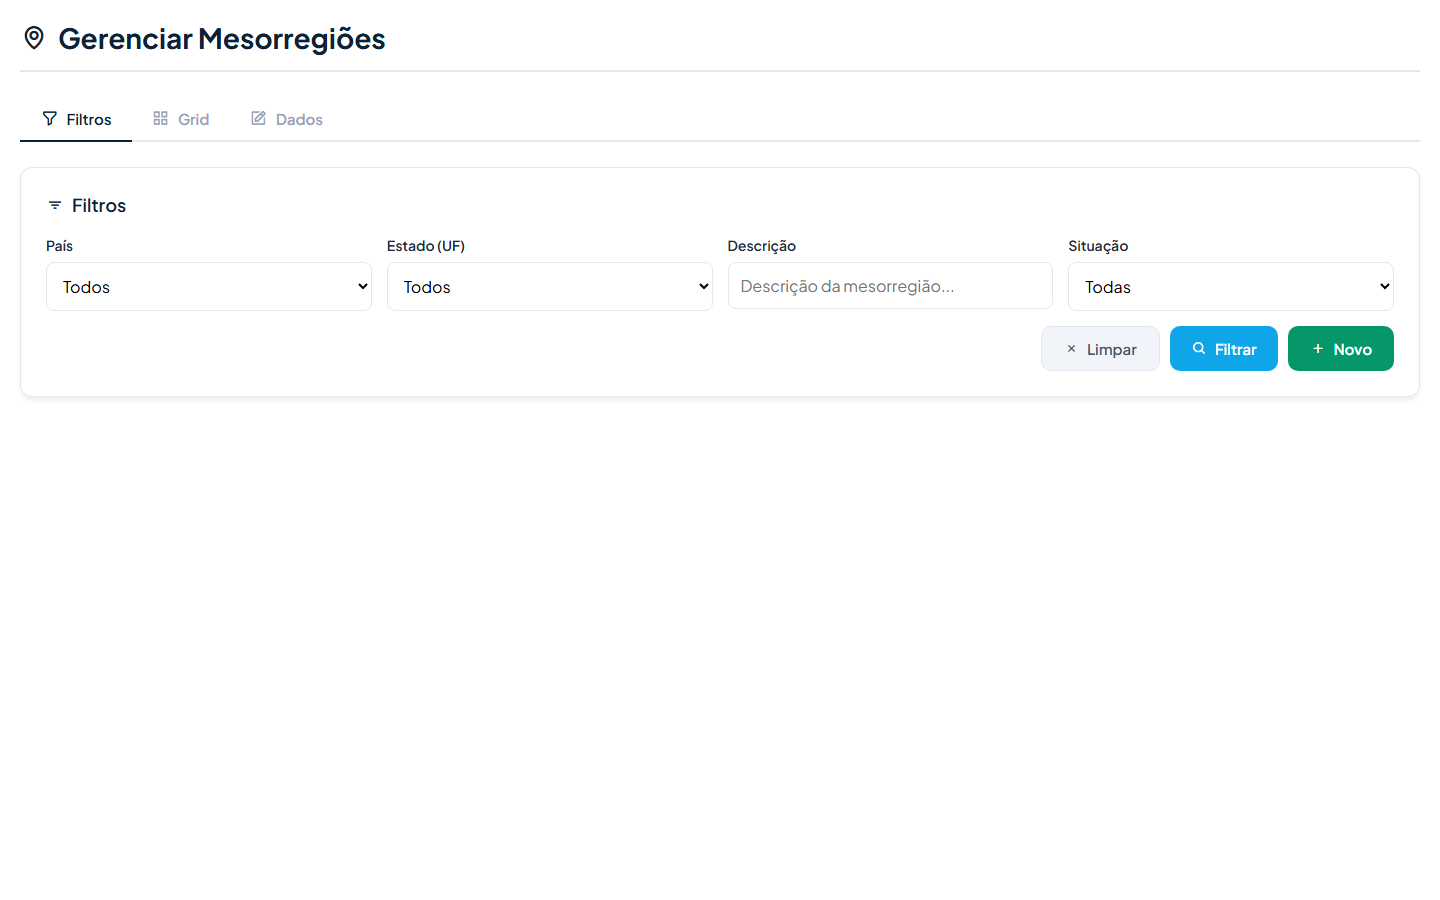 Gerenciar Mesorregiões
Filtros
Grid
Dados
Filtros
País
Estado (UF)
Descrição
Situação
Todos
Todos
Descrição da mesorregião...
Todas
× Limpar
Filtrar
+ Novo